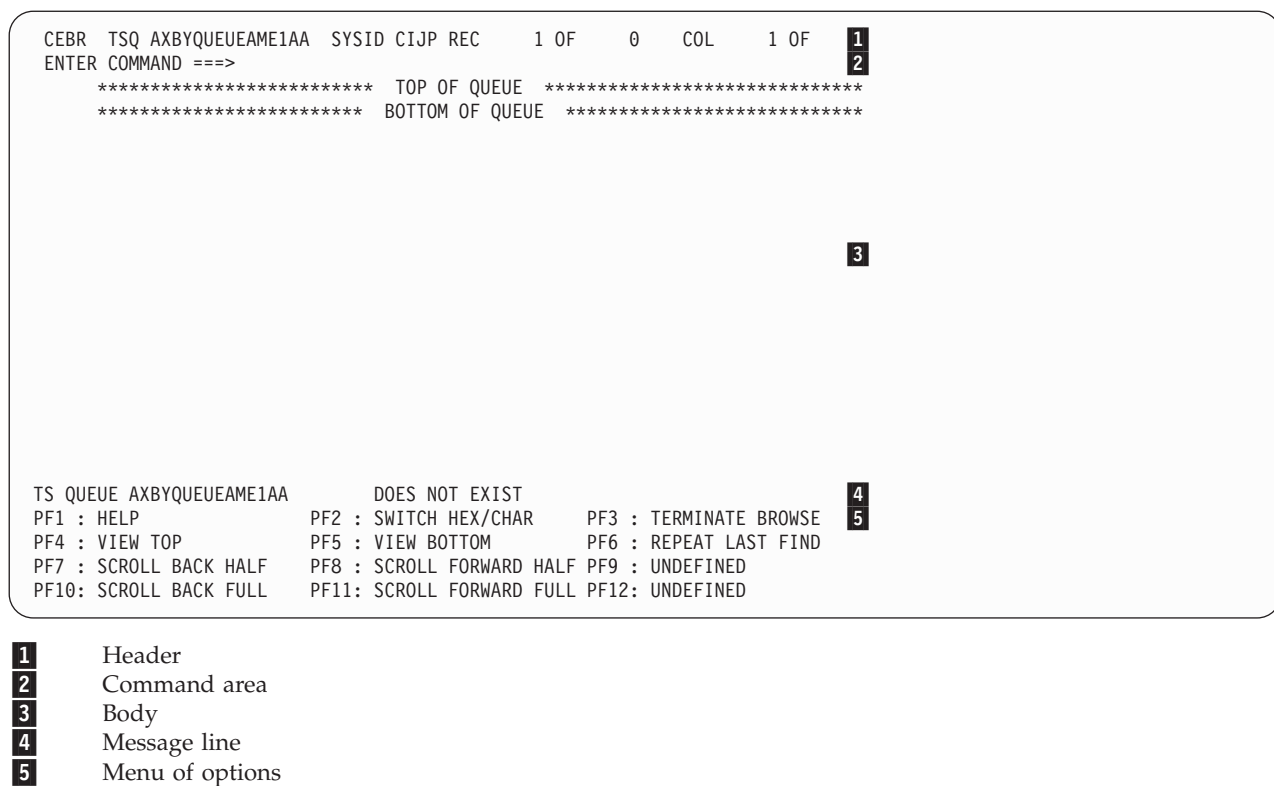 CEBR TSQ AXBYQUEUEAME1AA SYSID CIJP REC 1 OF 0 COL 1 OF 1
ENTER COMMAND ===> 2
************************** TOP OF QUEUE ******************************
************************* BOTTOM OF QUEUE ****************************
3
TS QUEUE AXBYQUEUEAME1AA DOES NOT EXIST 4
PF1 : HELP PF2 : SWITCH HEX/CHAR PF3 : TERMINATE BROWSE 5
PF4 : VIEW TOP PF5 : VIEW BOTTOM PF6 : REPEAT LAST FIND
PF7 : SCROLL BACK HALF PF8 : SCROLL FORWARD HALF PF9 : UNDEFINED
PF10: SCROLL BACK FULL PF11: SCROLL FORWARD FULL PF12: UNDEFINED
1 Header
2 Command area
3 Body
4 Message line
5 Menu of options